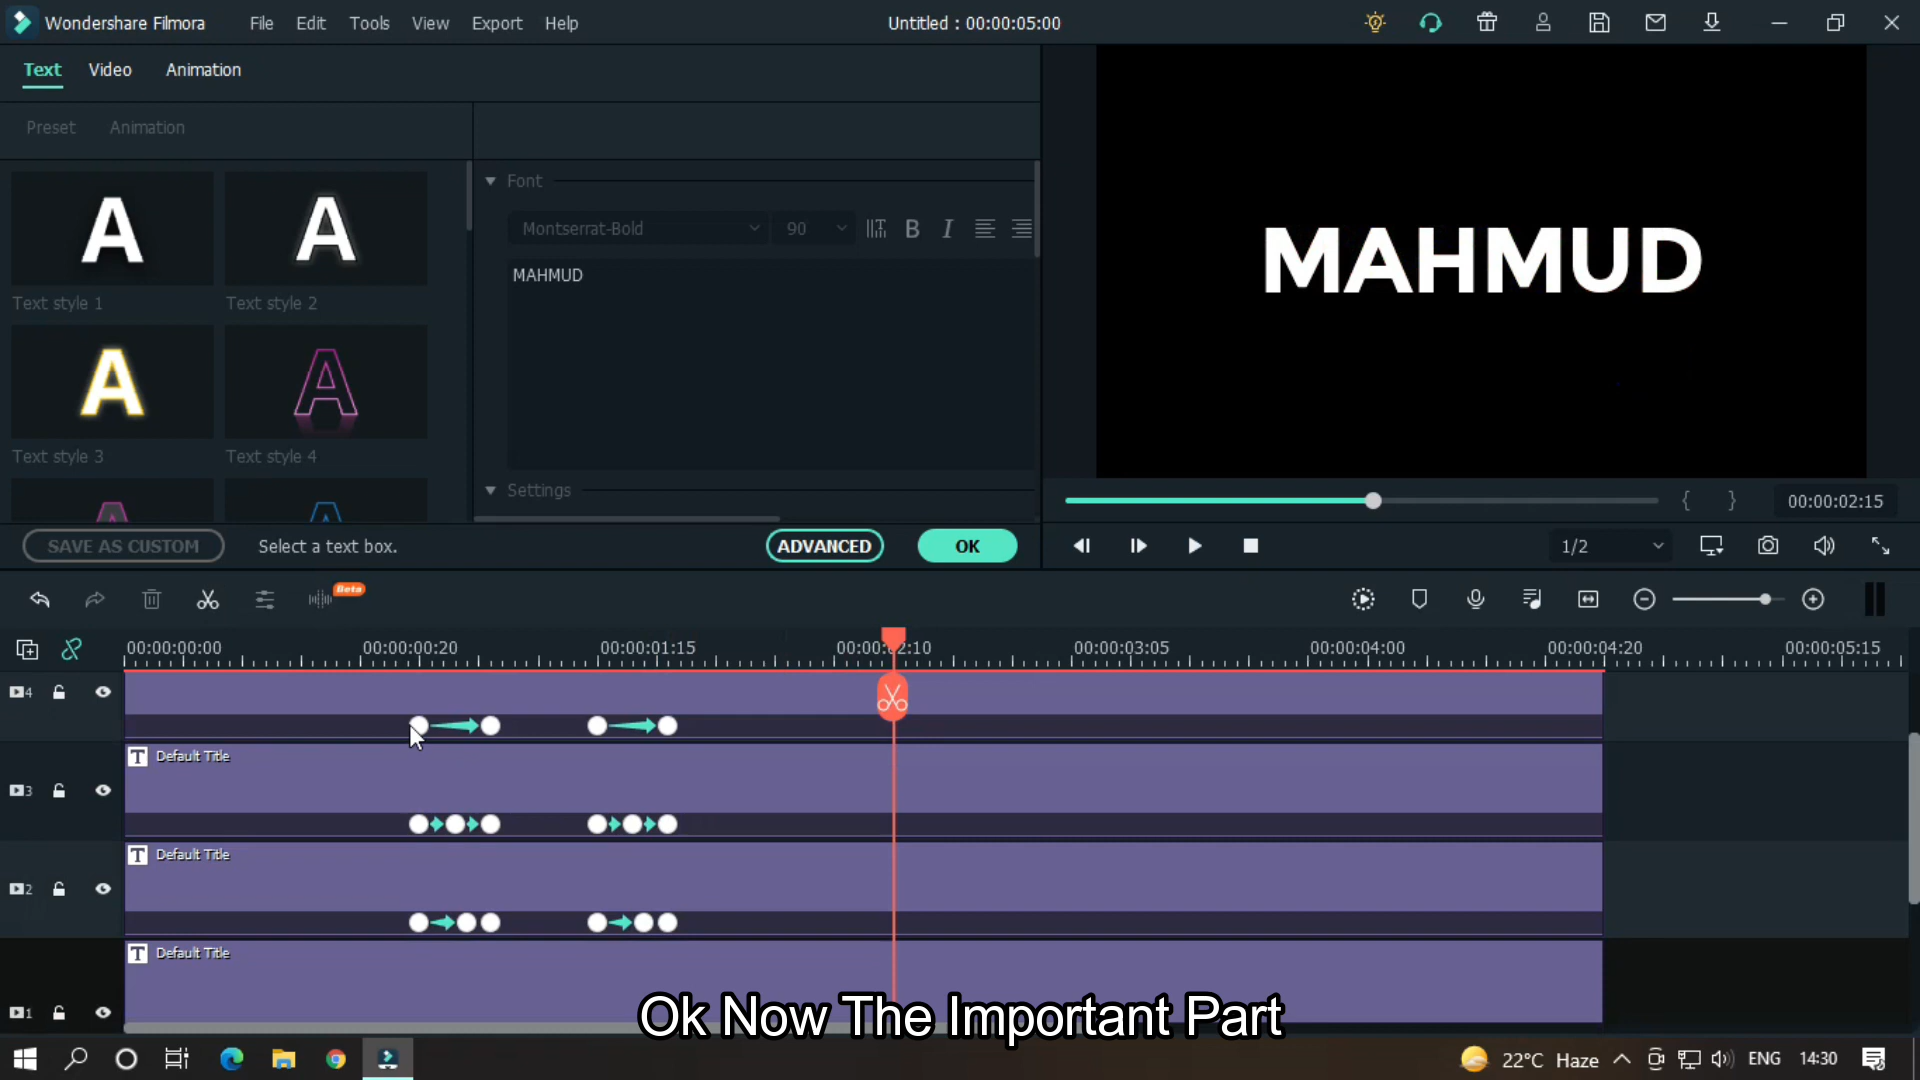 Wondershare Filmora File Edit Tools View Export Help Untitled : 00:00:05:00
Text Video Animation
Preset Animation
Font
Montserrat-Bold 90 B I
MAHMUD
MAHMUD
A A
Text style 1 Text style 2
A A
Text style 3 Text style 4
Settings
{ } 00:00:02:15
SAVE AS CUSTOM Select a text box. ADVANCED OK
1/2
Beta
00:00:00:00 00:00:00:20 00:00:01:15 00:00:02:10 00:00:03:05 00:00:04:00 00:00:04:20 00:00:05:15
4
T Default Title
3
T Default Title
2
T Default Title
1
Ok Now The Important Part
22°C Haze ENG 14:30